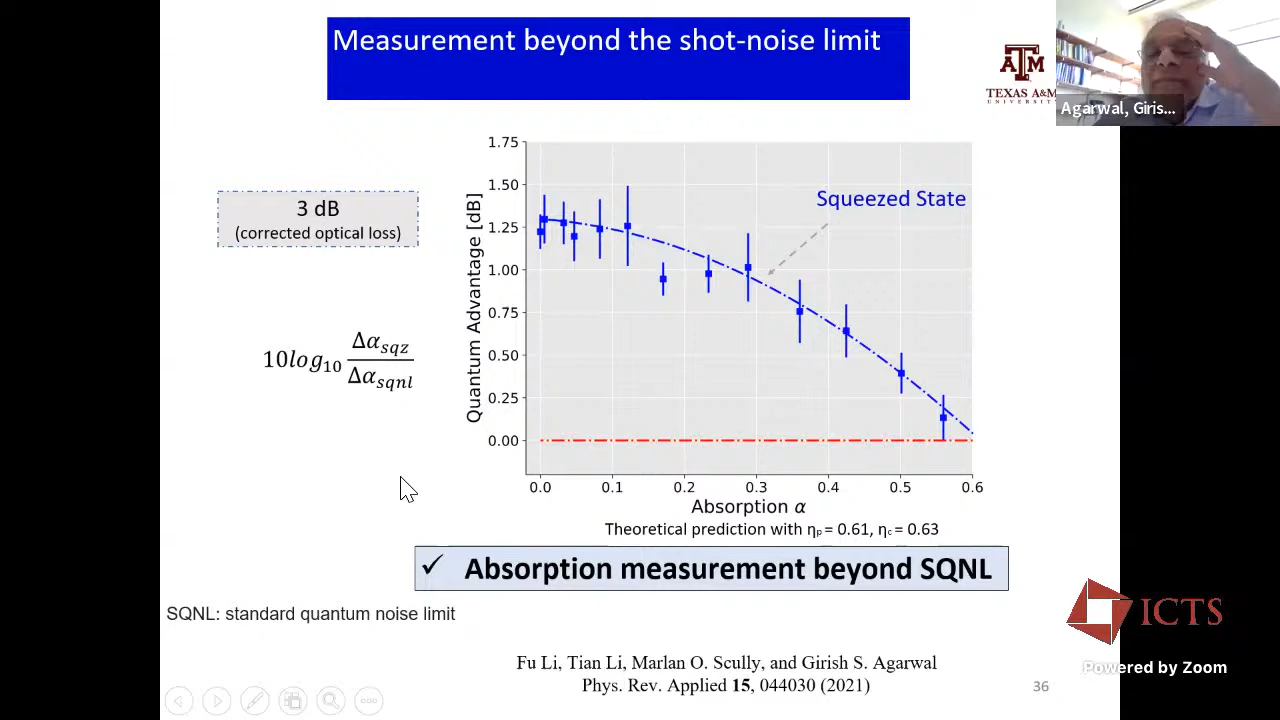 Measurement beyond the shot-noise limit
ĀM
TEXAS A&M
UNIVERSITY
Agarwal, Giris...
3 dB
(corrected optical loss)
10log₁₀ Δα_sqz / Δα_sqnl
Quantum Advantage [dB]
1.75
1.50
1.25
1.00
0.75
0.50
0.25
0.00
Squeezed State
0.0 0.1 0.2 0.3 0.4 0.5 0.6
Absorption α
Theoretical prediction with ηₚ = 0.61, η_c = 0.63
✓ Absorption measurement beyond SQNL
SQNL: standard quantum noise limit
ICTS
Powered by Zoom
Fu Li, Tian Li, Marlan O. Scully, and Girish S. Agarwal
Phys. Rev. Applied 15, 044030 (2021)
36